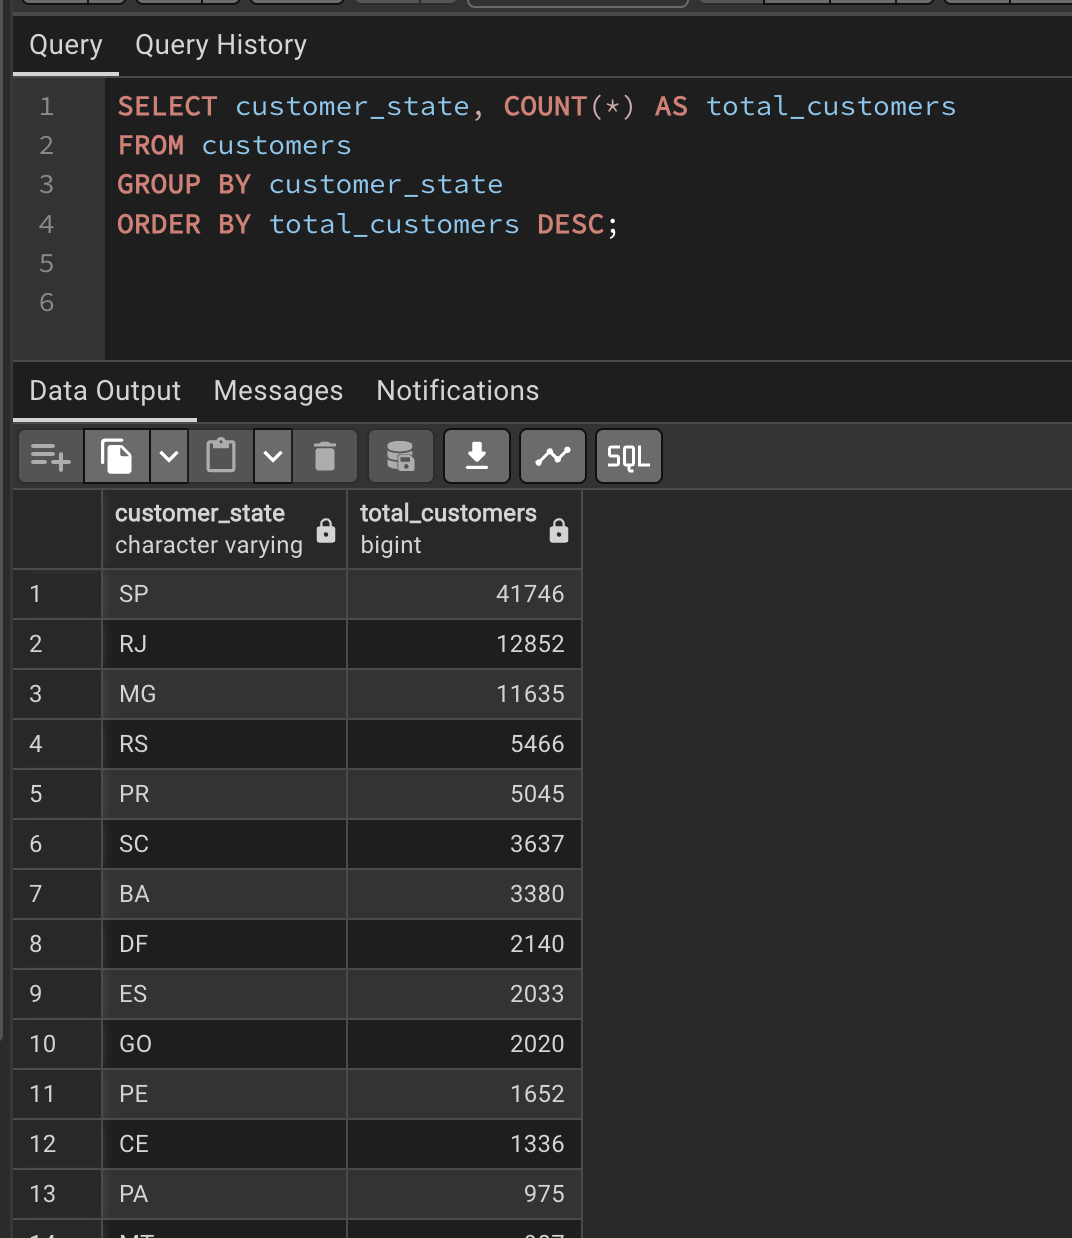 Query Query History
1 SELECT customer_state, COUNT(*) AS total_customers
2 FROM customers
3 GROUP BY customer_state
4 ORDER BY total_customers DESC;
5
6
Data Output Messages Notifications
SQL
customer_state total_customers
character varying bigint
1 SP 41746
2 RJ 12852
3 MG 11635
4 RS 5466
5 PR 5045
6 SC 3637
7 BA 3380
8 DF 2140
9 ES 2033
10 GO 2020
11 PE 1652
12 CE 1336
13 PA 975